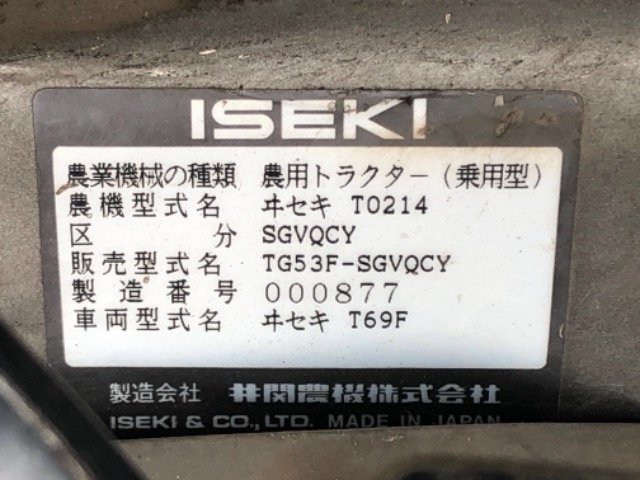 ISEKI
農業機械の種類 農用トラクター(乗用型)
農機型式名 ヰセキ T0214
区分 SGVQCY
販売型式名 TG53F-SGVQCY
製造番号 000877
車両型式名 ヰセキ T69F
製造会社 井関農機株式会社
ISEKI & CO., LTD. MADE IN JAPAN